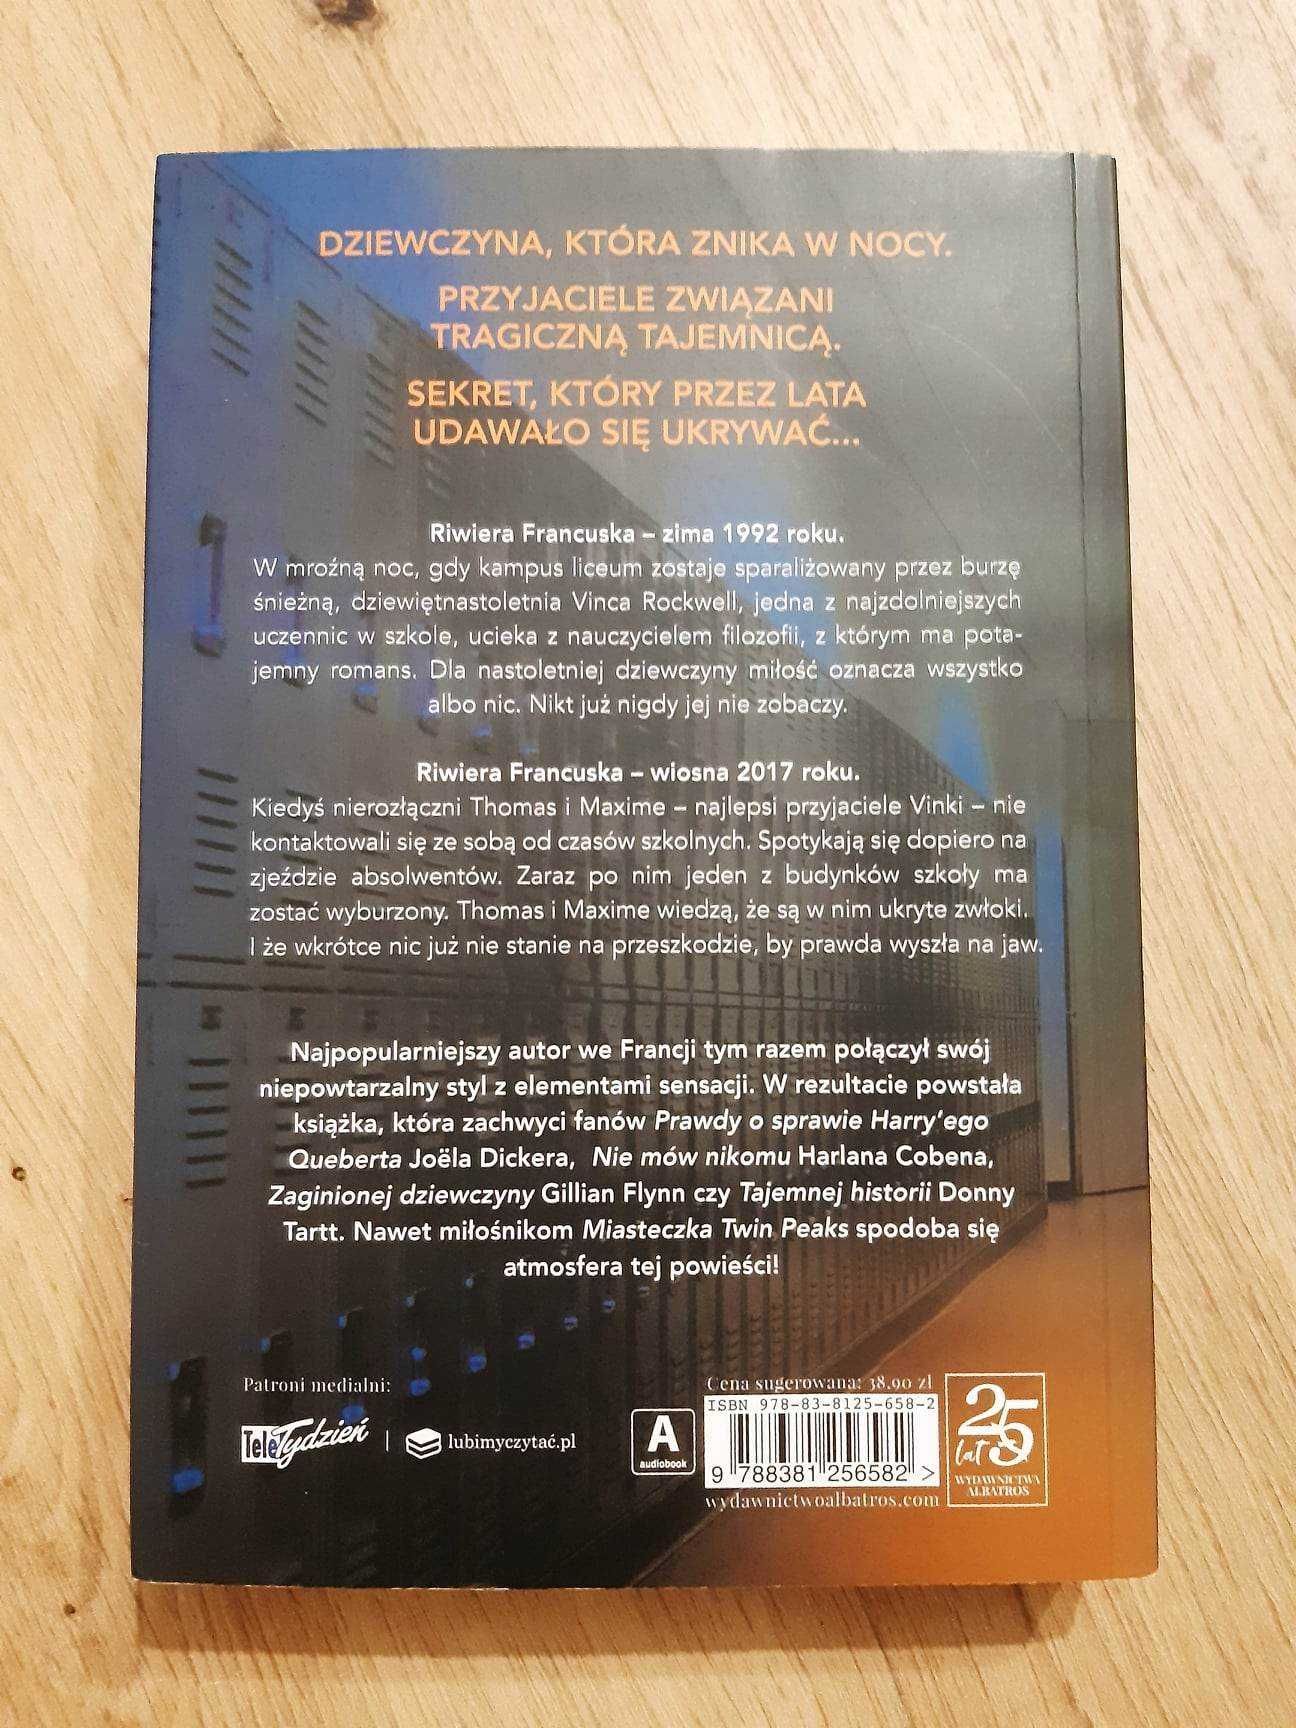 DZIEWCZYNA, KTÓRA ZNIKA W NOCY.
PRZYJACIELE ZWIĄZANI
TRAGICZNĄ TAJEMNICĄ.
SEKRET, KTÓRY PRZEZ LATA
UDAWAŁO SIĘ UKRYWAĆ...
Riwiera Francuska – zima 1992 roku.
W mroźną noc, gdy kampus liceum zostaje sparaliżowany przez burzę
śnieżną, dziewiętnastoletnia Vinca Rockwell, jedna z najzdolniejszych
uczennic w szkole, ucieka z nauczycielem filozofii, z którym ma pota-
jemny romans. Dla nastoletniej dziewczyny miłość oznacza wszystko
albo nic. Nikt już nigdy jej nie zobaczy.
Riwiera Francuska – wiosna 2017 roku.
Kiedyś nierozłączni Thomas i Maxime – najlepsi przyjaciele Vinki – nie
kontaktowali się ze sobą od czasów szkolnych. Spotykają się dopiero na
zjeździe absolwentów. Zaraz po nim jeden z budynków szkoły ma
zostać wyburzony. Thomas i Maxime wiedzą, że są w nim ukryte zwłoki.
I że wkrótce nic już nie stanie na przeszkodzie, by prawda wyszła na jaw.
Najpopularniejszy autor we Francji tym razem połączył swój
niepowtarzalny styl z elementami sensacji. W rezultacie powstała
książka, która zachwyci fanów Prawdy o sprawie Harry'ego
Queberta Joëla Dickera, Nie mów nikomu Harlana Cobena,
Zaginionej dziewczyny Gillian Flynn czy Tajemnej historii Donny
Tartt. Nawet miłośnikom Miasteczka Twin Peaks spodoba się
atmosfera tej powieści!
Patroni medialni:
TeleTydzień | lubimyczytać.pl
A
audiobook
Cena sugerowana: 38,90 zł
ISBN 978-83-8125-658-2
9 788381 256582 >
wydawnictwoalbatros.com
25
lat
WYDAWNICTWA
ALBATROS